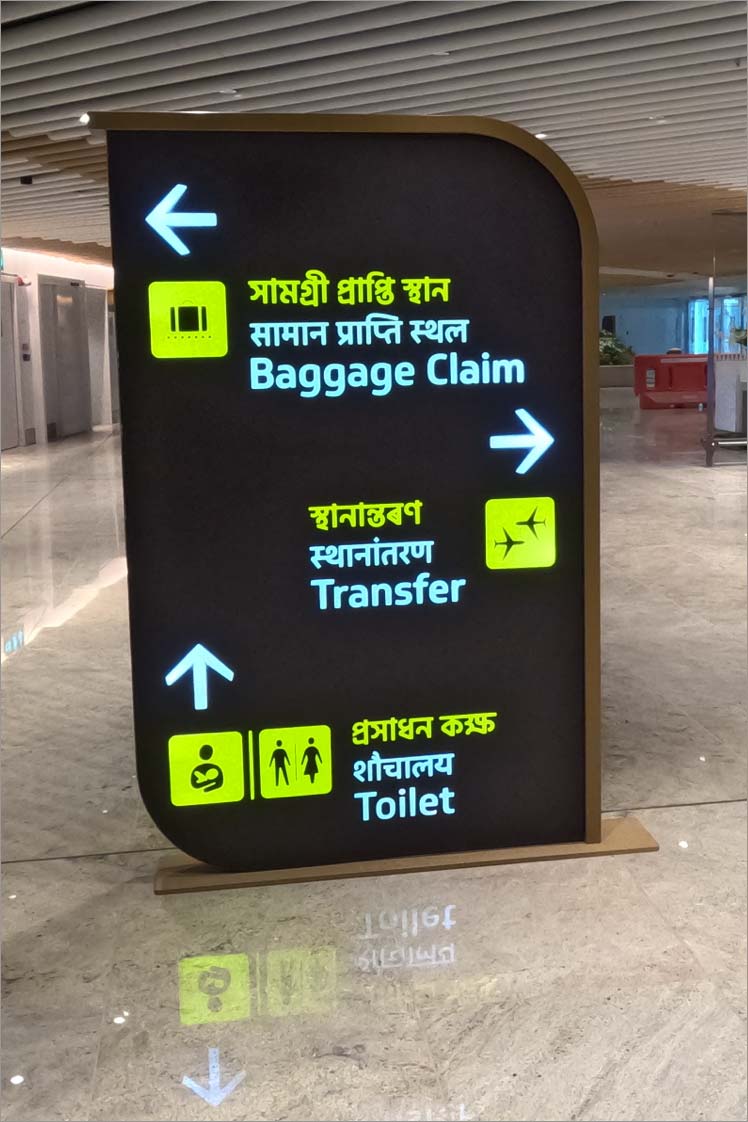 সামগ্ৰী প্ৰাপ্তি স্থান
सामान प्राप्ति स्थल
Baggage Claim
স্থানান্তৰণ
स्थानांतरण
Transfer
প্ৰসাধন কক্ষ
शौचालय
Toilet